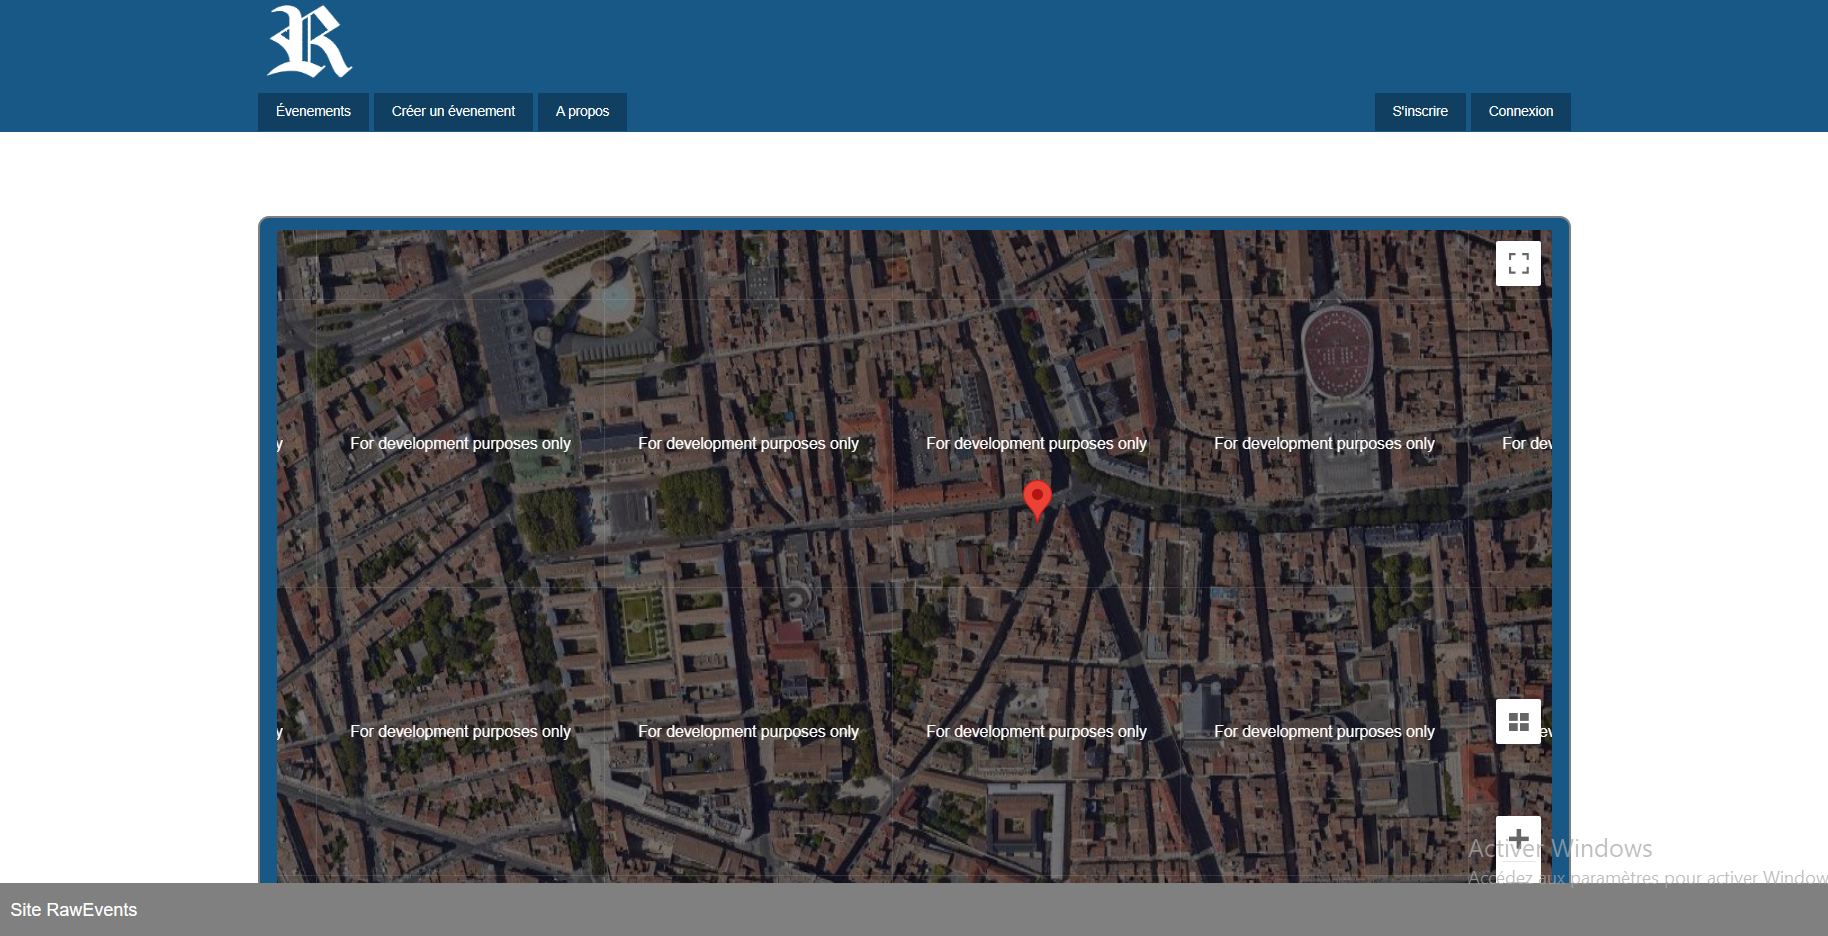 R
Évenements
Créer un évenement
A propos
S'inscrire
Connexion
y
For development purposes only
For development purposes only
For development purposes only
For development purposes only
For dev
y
For development purposes only
For development purposes only
For development purposes only
For development purposes only
ev
Activer Windows
Accédez aux paramètres pour activer Window
Site RawEvents